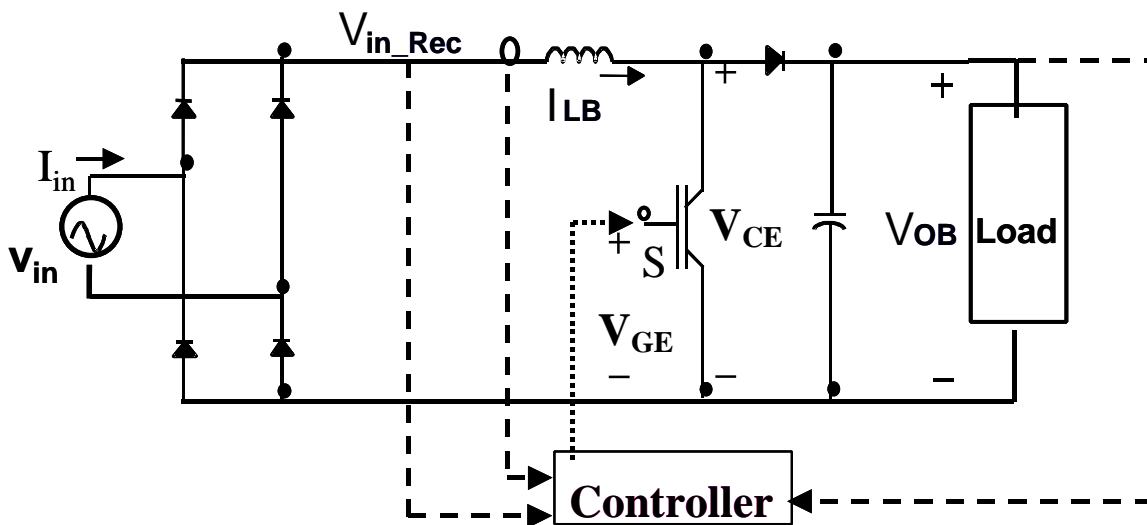 Vin_Rec
ILB
+
+
Iin
vin
S
+
VCE
VGE
−
−
VOB
Load
−
Controller